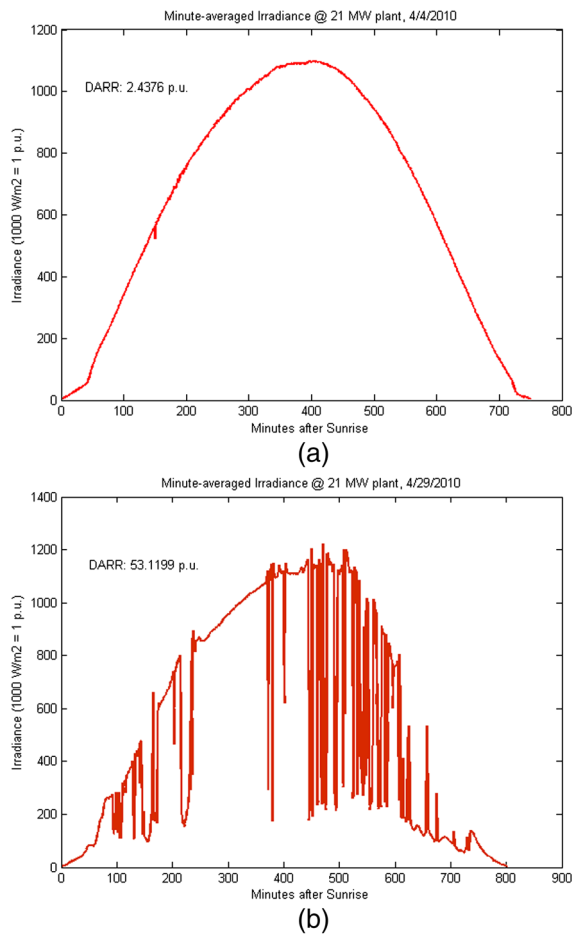 Minute-averaged Irradiance @ 21 MW plant, 4/4/2010
1200
1000
800
600
400
200
0
Irradiance (1000 W/m2 = 1 p.u.)
DARR: 2.4376 p.u.
0 100 200 300 400 500 600 700 800
Minutes after Sunrise
(a)
Minute-averaged Irradiance @ 21 MW plant, 4/29/2010
1400
1200
1000
800
600
400
200
0
Irradiance (1000 W/m2 = 1 p.u.)
DARR: 53.1199 p.u.
0 100 200 300 400 500 600 700 800 900
Minutes after Sunrise
(b)